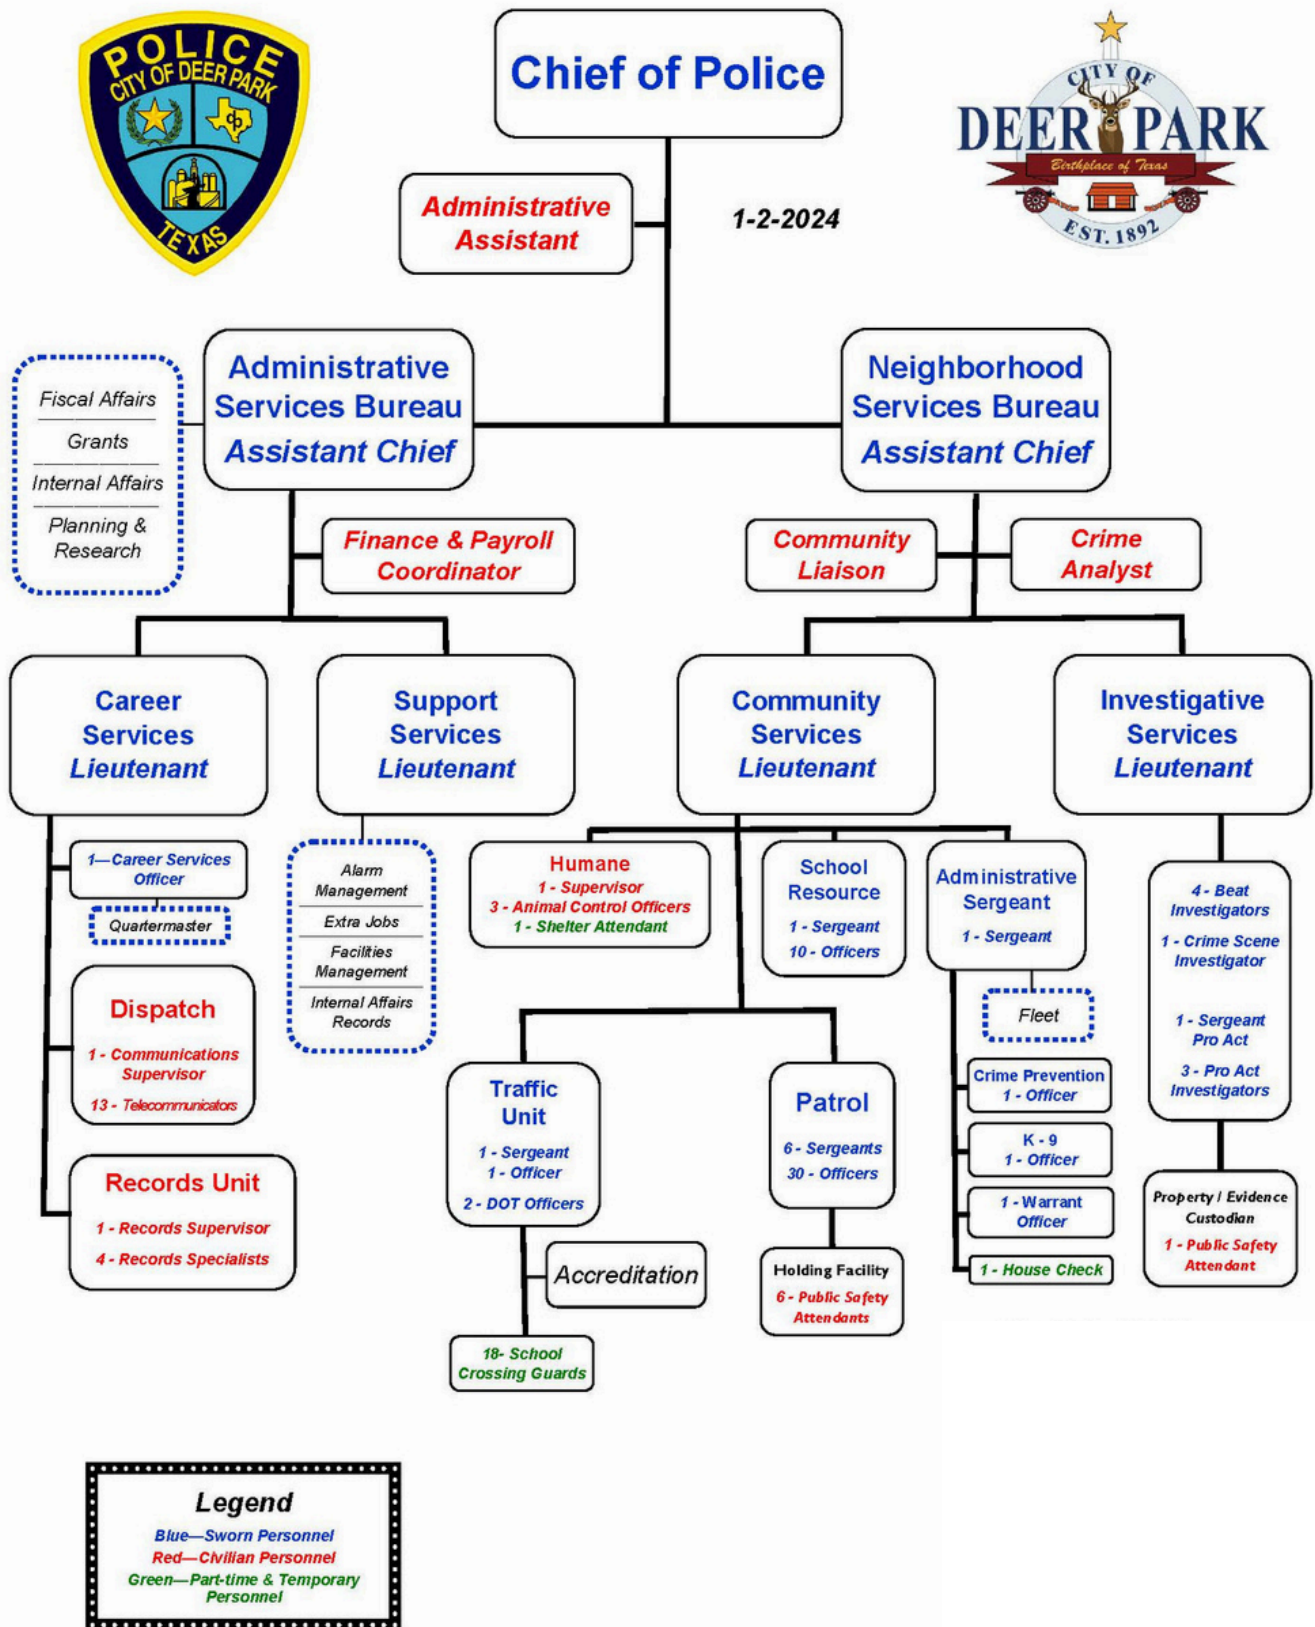 POLICE
CITY OF DEER PARK
dp
TEXAS
Chief of Police
CITY OF
DEER PARK
Birthplace of Texas
EST. 1892
Administrative
Assistant
1-2-2024
Fiscal Affairs
Grants
Internal Affairs
Planning &
Research
Administrative
Services Bureau
Assistant Chief
Neighborhood
Services Bureau
Assistant Chief
Finance & Payroll
Coordinator
Community
Liaison
Crime
Analyst
Career
Services
Lieutenant
Support
Services
Lieutenant
Community
Services
Lieutenant
Investigative
Services
Lieutenant
1—Career Services
Officer
Quartermaster
Dispatch
1 - Communications
Supervisor
13 - Telecommunicators
Records Unit
1 - Records Supervisor
4 - Records Specialists
Alarm
Management
Extra Jobs
Facilities
Management
Internal Affairs
Records
Humane
1 - Supervisor
3 - Animal Control Officers
1 - Shelter Attendant
School
Resource
1 - Sergeant
10 - Officers
Administrative
Sergeant
1 - Sergeant
Fleet
Crime Prevention
1 - Officer
K - 9
1 - Officer
1 - Warrant
Officer
1 - House Check
4 - Beat
Investigators
1 - Crime Scene
Investigator
1 - Sergeant
Pro Act
3 - Pro Act
Investigators
Property / Evidence
Custodian
1 - Public Safety
Attendant
Traffic
Unit
1 - Sergeant
1 - Officer
2 - DOT Officers
Accreditation
18- School
Crossing Guards
Patrol
6 - Sergeants
30 - Officers
Holding Facility
6 - Public Safety
Attendants
Legend
Blue—Sworn Personnel
Red—Civilian Personnel
Green—Part-time & Temporary
Personnel